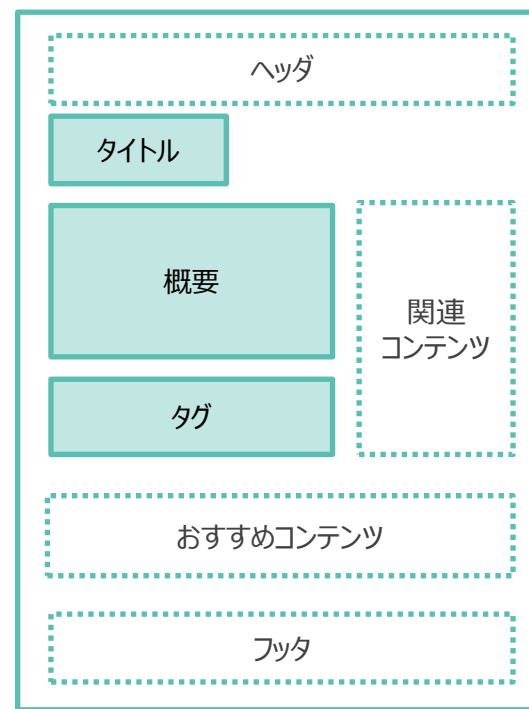 ヘッダ
タイトル
概要
関連
コンテンツ
タグ
おすすめコンテンツ
フッタ